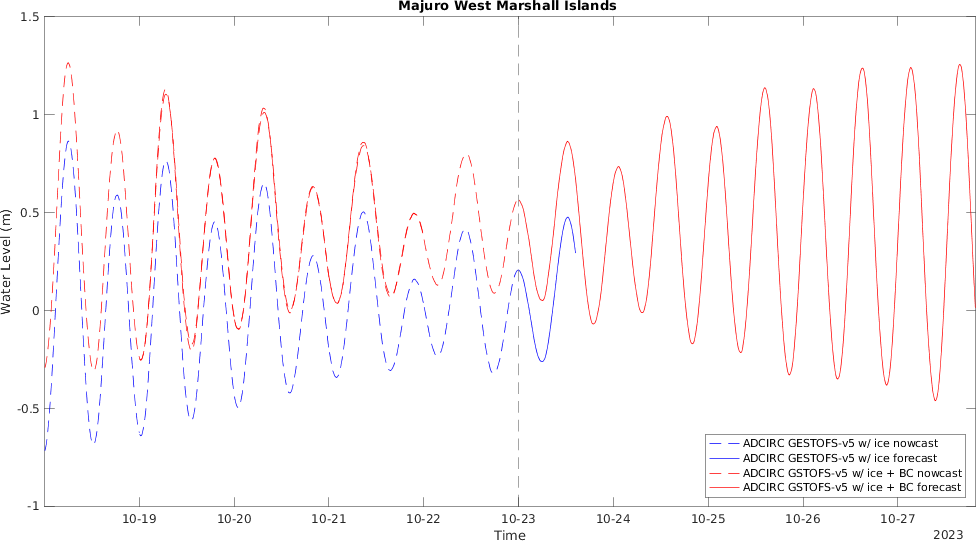 Majuro West Marshall Islands
1.5
1
0.5
0
-0.5
-1
Water Level (m)
ADCIRC GESTOFS-v5 w/ ice nowcast
ADCIRC GESTOFS-v5 w/ ice forecast
ADCIRC GSTOFS-v5 w/ ice + BC nowcast
ADCIRC GSTOFS-v5 w/ ice + BC forecast
10-19 10-20 10-21 10-22 10-23 10-24 10-25 10-26 10-27
Time
2023